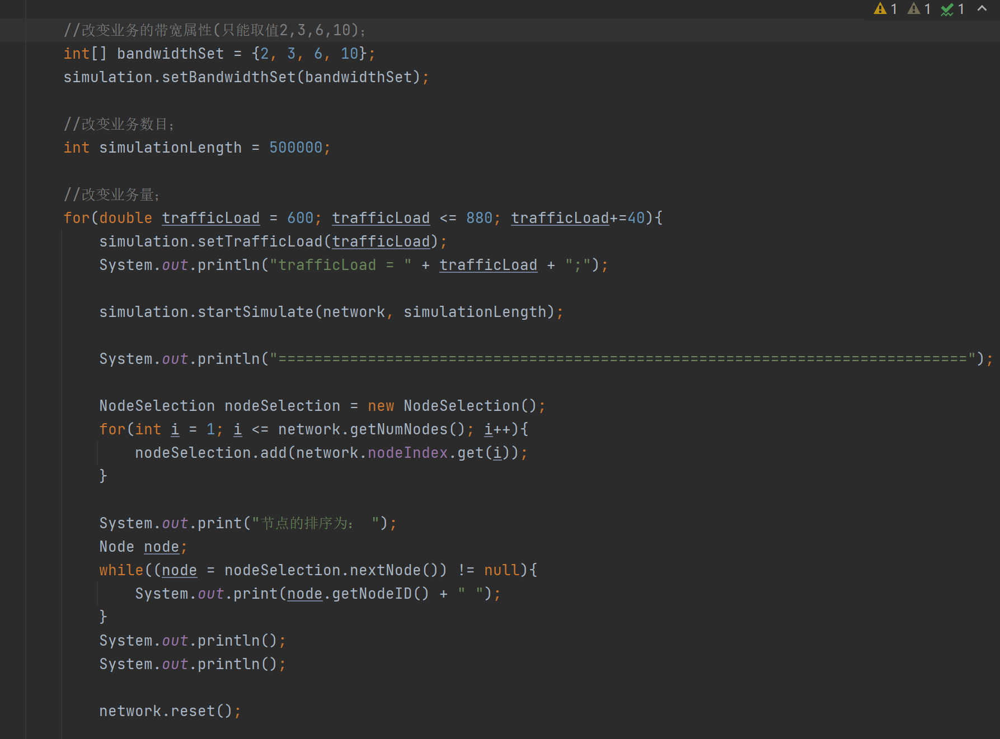 1 1 1
//改变业务的带宽属性(只能取值2,3,6,10);
int[] bandwidthSet = {2, 3, 6, 10};
simulation.setBandwidthSet(bandwidthSet);
//改变业务数目;
int simulationLength = 500000;
//改变业务量;
for(double trafficLoad = 600; trafficLoad <= 880; trafficLoad+=40){
simulation.setTrafficLoad(trafficLoad);
System.out.println("trafficLoad = " + trafficLoad + ";");
simulation.startSimulate(network, simulationLength);
System.out.println("=============================================================================");
NodeSelection nodeSelection = new NodeSelection();
for(int i = 1; i <= network.getNumNodes(); i++){
nodeSelection.add(network.nodeIndex.get(i));
}
System.out.print("节点的排序为： ");
Node node;
while((node = nodeSelection.nextNode()) != null){
System.out.print(node.getNodeID() + " ");
}
System.out.println();
System.out.println();
network.reset();